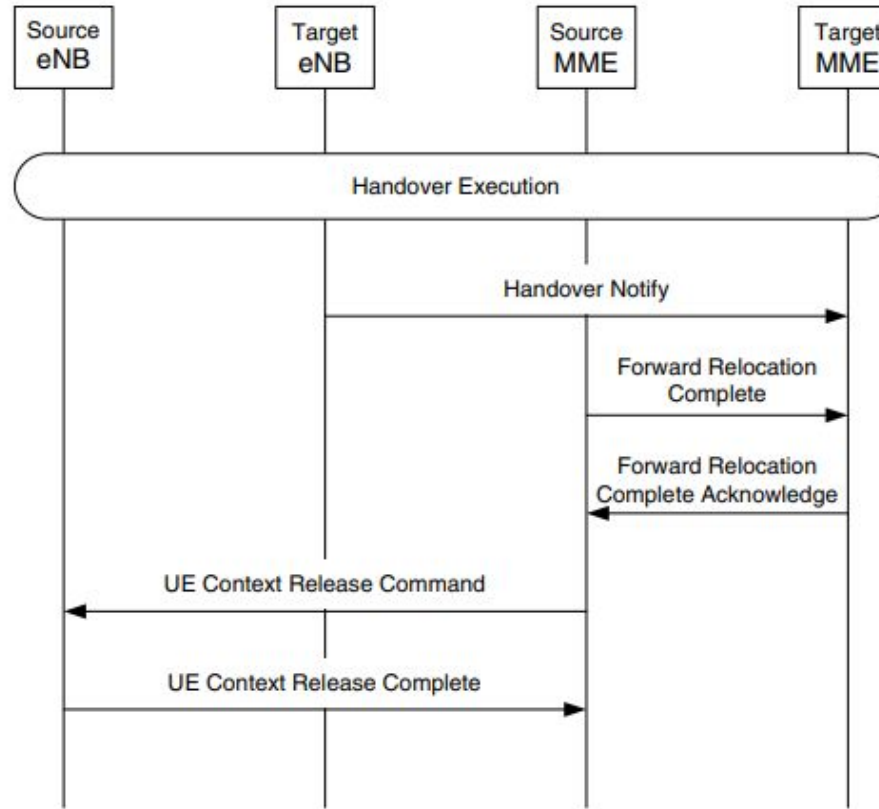 Source
eNB
Target
eNB
Source
MME
Target
MME
Handover Execution
Handover Notify
Forward Relocation
Complete
Forward Relocation
Complete Acknowledge
UE Context Release Command
UE Context Release Complete